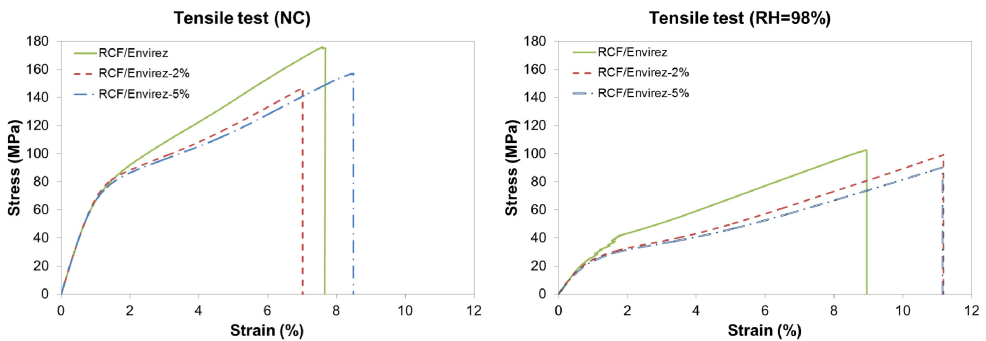 Tensile test (NC)
180
160
140
120
100
80
60
40
20
0
Stress (MPa)
RCF/Envirez
RCF/Envirez-2%
RCF/Envirez-5%
0 2 4 6 8 10 12
Strain (%)
Tensile test (RH=98%)
180
160
140
120
100
80
60
40
20
0
Stress (MPa)
RCF/Envirez
RCF/Envirez-2%
RCF/Envirez-5%
0 2 4 6 8 10 12
Strain (%)